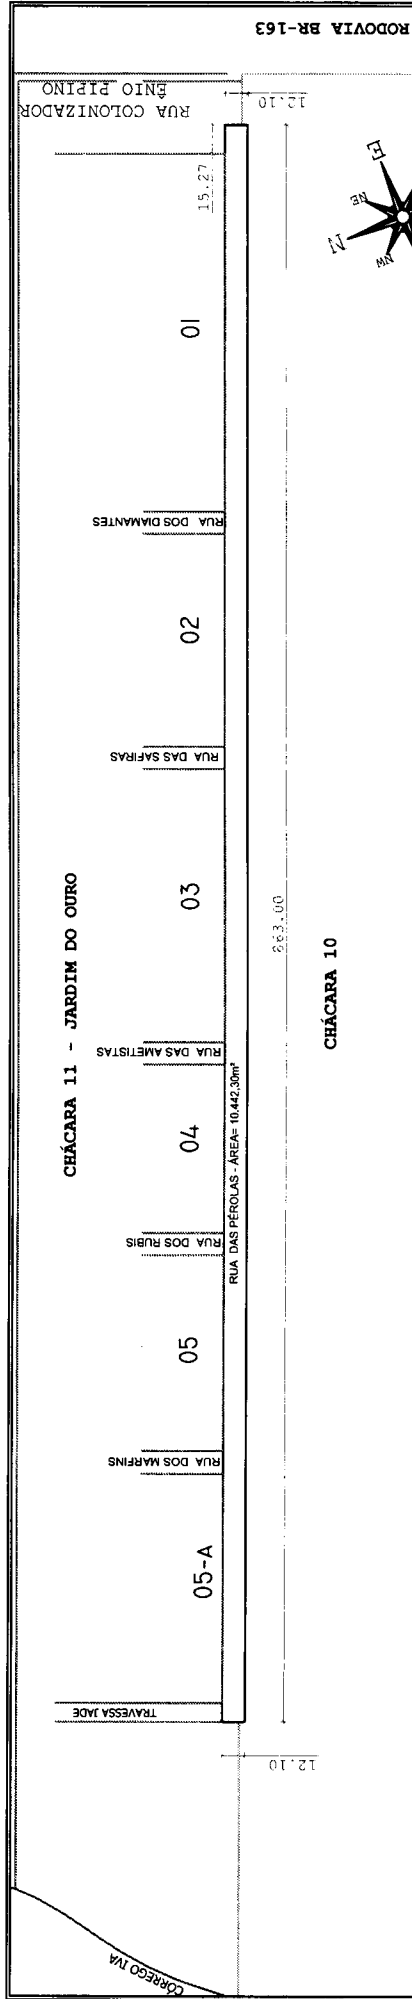 RODOVIA BR-163
RUA COLONIZADOR
ÊNIO PIPINO
12.10
15.27
E
NE
N
NW
01
RUA DOS DIAMANTES
02
RUA DAS SAFIRAS
03
CHÁCARA 11 - JARDIM DO OURO
863.00
CHÁCARA 10
RUA DAS AMETISTAS
04
RUA DAS PÉROLAS - ÁREA= 10.442,30m²
RUA DOS RUBIS
05
RUA DOS MARFINS
05-A
TRAVESSA JADE
12.10
CÓRREGO IVA